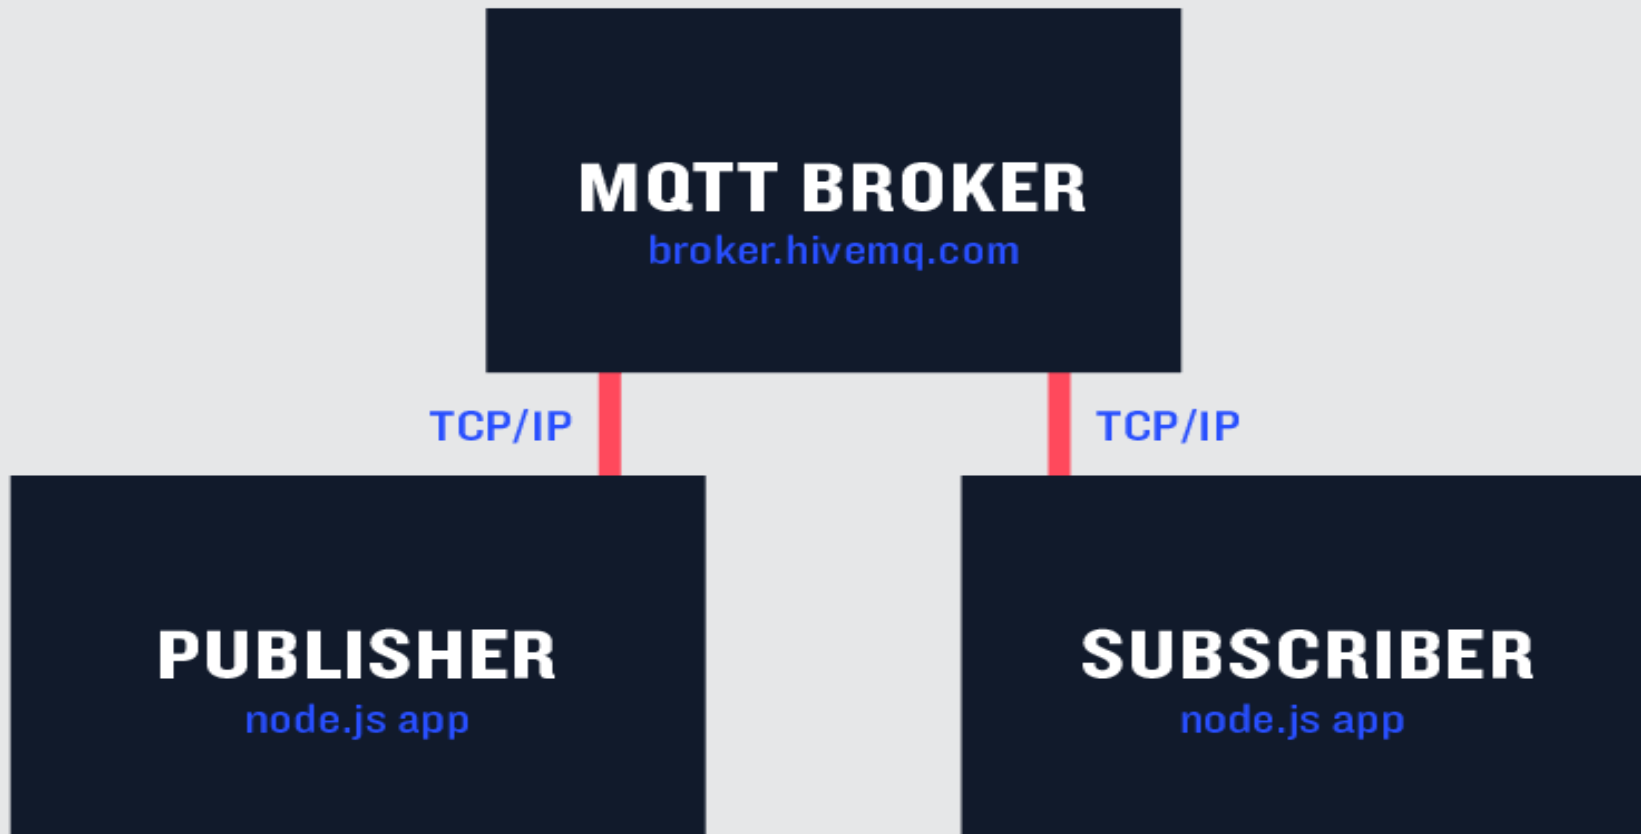 MQTT BROKER
broker.hivemq.com
TCP/IP
TCP/IP
PUBLISHER
node.js app
SUBSCRIBER
node.js app